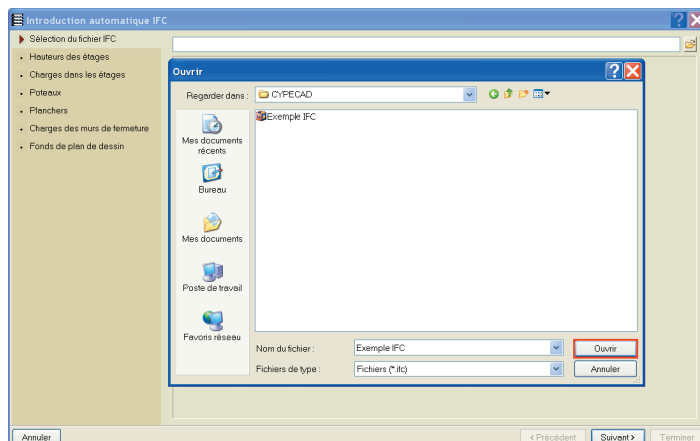 Introduction automatique IFC
Sélection du fichier IFC
Hauteurs des étages
Charges dans les étages
Poteaux
Planchers
Charges des murs de fermeture
Fonds de plan de dessin
Ouvrir
Regarder dans :
CYPECAD
Exemple IFC
Mes documents
récents
Bureau
Mes documents
Poste de travail
Favoris réseau
Nom du fichier :
Exemple IFC
Ouvrir
Fichiers de type :
Fichiers (*.ifc)
Annuler
Annuler
< Précédent
Suivant >
Terminer